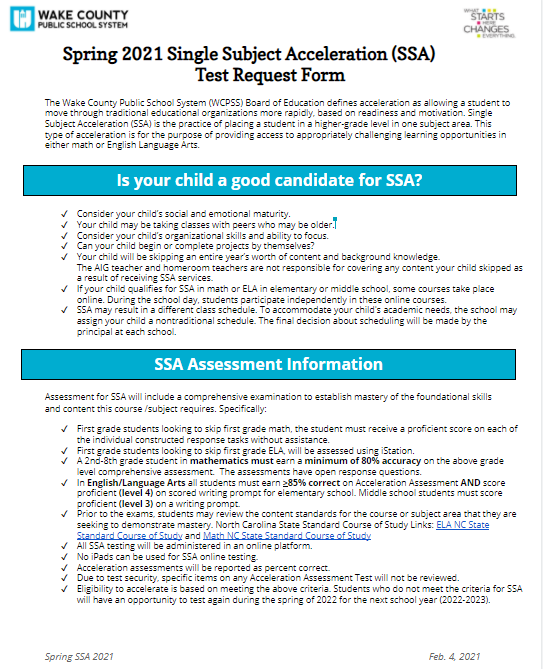 WAKE COUNTY
PUBLIC SCHOOL SYSTEM
WHAT
STARTS
HERE
CHANGES
EVERYTHING
Spring 2021 Single Subject Acceleration (SSA)
Test Request Form
The Wake County Public School System (WCPSS) Board of Education defines acceleration as allowing a student to
move through traditional educational organizations more rapidly, based on readiness and motivation. Single
Subject Acceleration (SSA) is the practice of placing a student in a higher-grade level in one subject area. This
type of acceleration is for the purpose of providing access to appropriately challenging learning opportunities in
either math or English Language Arts.
Is your child a good candidate for SSA?
✓ Consider your child's social and emotional maturity.
✓ Your child may be taking classes with peers who may be older.
✓ Consider your child's organizational skills and ability to focus.
✓ Can your child begin or complete projects by themselves?
✓ Your child will be skipping an entire year's worth of content and background knowledge.
The AIG teacher and homeroom teachers are not responsible for covering any content your child skipped as
a result of receiving SSA services.
✓ If your child qualifies for SSA in math or ELA in elementary or middle school, some courses take place
online. During the school day, students participate independently in these online courses.
✓ SSA may result in a different class schedule. To accommodate your child's academic needs, the school may
assign your child a nontraditional schedule. The final decision about scheduling will be made by the
principal at each school.
SSA Assessment Information
Assessment for SSA will include a comprehensive examination to establish mastery of the foundational skills
and content this course /subject requires. Specifically:
✓ First grade students looking to skip first grade math, the student must receive a proficient score on each of
the individual constructed response tasks without assistance.
✓ First grade students looking to skip first grade ELA, will be assessed using iStation.
✓ A 2nd-8th grade student in mathematics must earn a minimum of 80% accuracy on the above grade
level comprehensive assessment. The assessments have open response questions.
✓ In English/Language Arts all students must earn ≥85% correct on Acceleration Assessment AND score
proficient (level 4) on scored writing prompt for elementary school. Middle school students must score
proficient (level 3) on a writing prompt.
✓ Prior to the exams, students may review the content standards for the course or subject area that they are
seeking to demonstrate mastery. North Carolina State Standard Course of Study Links: ELA NC State
Standard Course of Study and Math NC State Standard Course of Study
✓ All SSA testing will be administered in an online platform.
✓ No iPads can be used for SSA online testing.
✓ Acceleration assessments will be reported as percent correct.
✓ Due to test security, specific items on any Acceleration Assessment Test will not be reviewed.
✓ Eligibility to accelerate is based on meeting the above criteria. Students who do not meet the criteria for SSA
will have an opportunity to test again during the spring of 2022 for the next school year (2022-2023).
Spring SSA 2021
Feb. 4, 2021